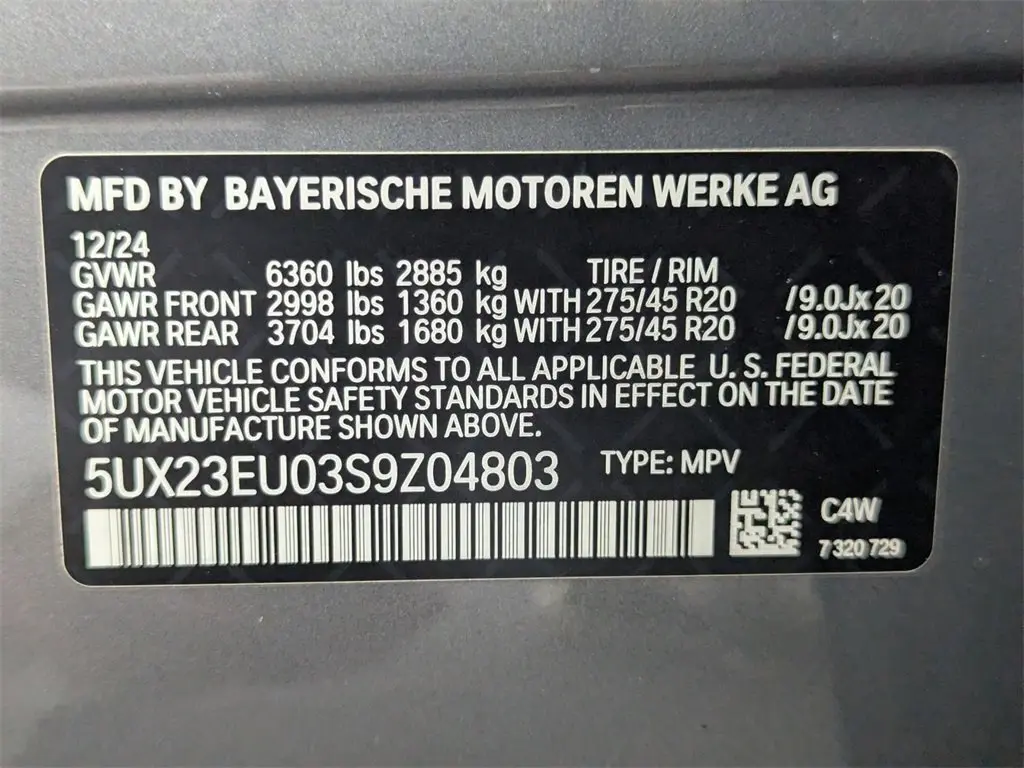 MFD BY BAYERISCHE MOTOREN WERKE AG
12/24
GVWR 6360 lbs 2885 kg TIRE / RIM
GAWR FRONT 2998 lbs 1360 kg WITH 275/45 R20 /9.0Jx20
GAWR REAR 3704 lbs 1680 kg WITH 275/45 R20 /9.0Jx20
THIS VEHICLE CONFORMS TO ALL APPLICABLE U. S. FEDERAL
MOTOR VEHICLE SAFETY STANDARDS IN EFFECT ON THE DATE
OF MANUFACTURE SHOWN ABOVE.
5UX23EU03S9Z04803 TYPE: MPV
C4W
7 320 729